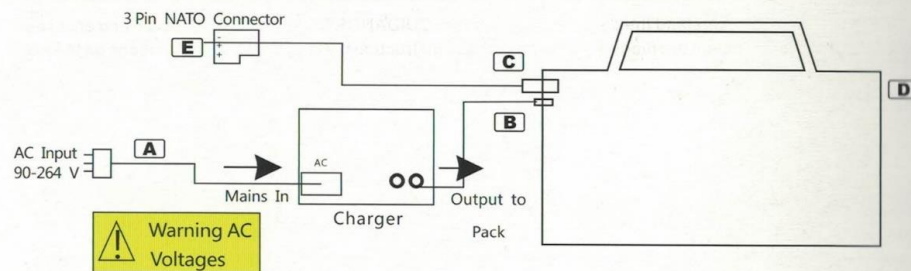 3 Pin NATO Connector
-
+
+
E
C
D
B
A
AC Input
90-264 V
AC
Mains In
Charger
Output to
Pack
Warning AC
Voltages